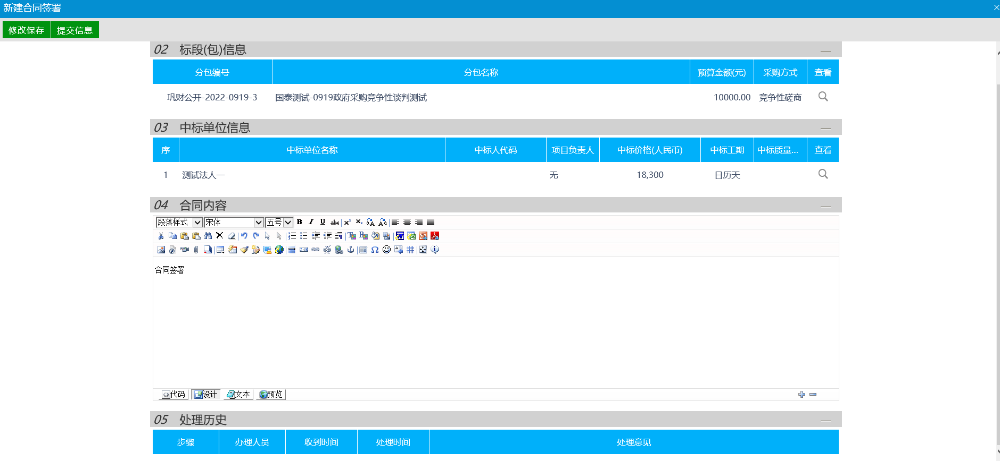 新建合同签署
修改保存 提交信息
02 标段(包)信息
分包编号 分包名称 预算金额(元) 采购方式 查看
巩财公开-2022-0919-3 国泰测试-0919政府采购竞争性谈判测试 10000.00 竞争性磋商
03 中标单位信息
序 中标单位名称 中标人代码 项目负责人 中标价格(人民币) 中标工期 中标质量... 查看
1 测试法人一 无 18,300 日历天
04 合同内容
段落样式 宋体 五号 B I U abc
合同签署
代码 设计 文本 预览
05 处理历史
步骤 办理人员 收到时间 处理时间 处理意见